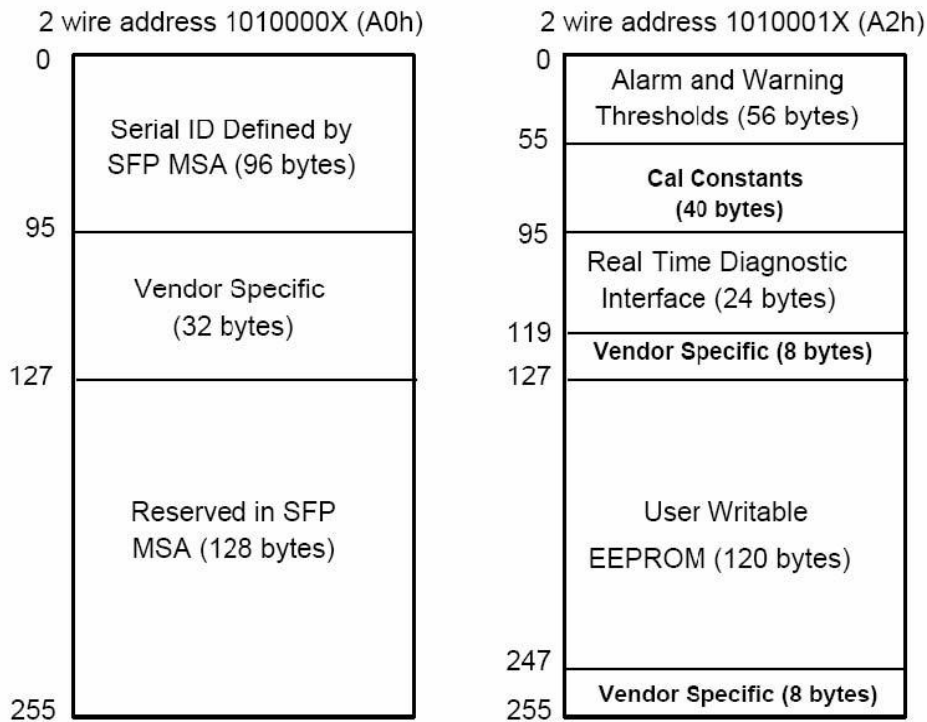 2 wire address 1010000X (A0h)
0
Serial ID Defined by
SFP MSA (96 bytes)
95
Vendor Specific
(32 bytes)
127
Reserved in SFP
MSA (128 bytes)
255
2 wire address 1010001X (A2h)
0
Alarm and Warning
Thresholds (56 bytes)
55
Cal Constants
(40 bytes)
95
Real Time Diagnostic
Interface (24 bytes)
119
Vendor Specific (8 bytes)
127
User Writable
EEPROM (120 bytes)
247
Vendor Specific (8 bytes)
255